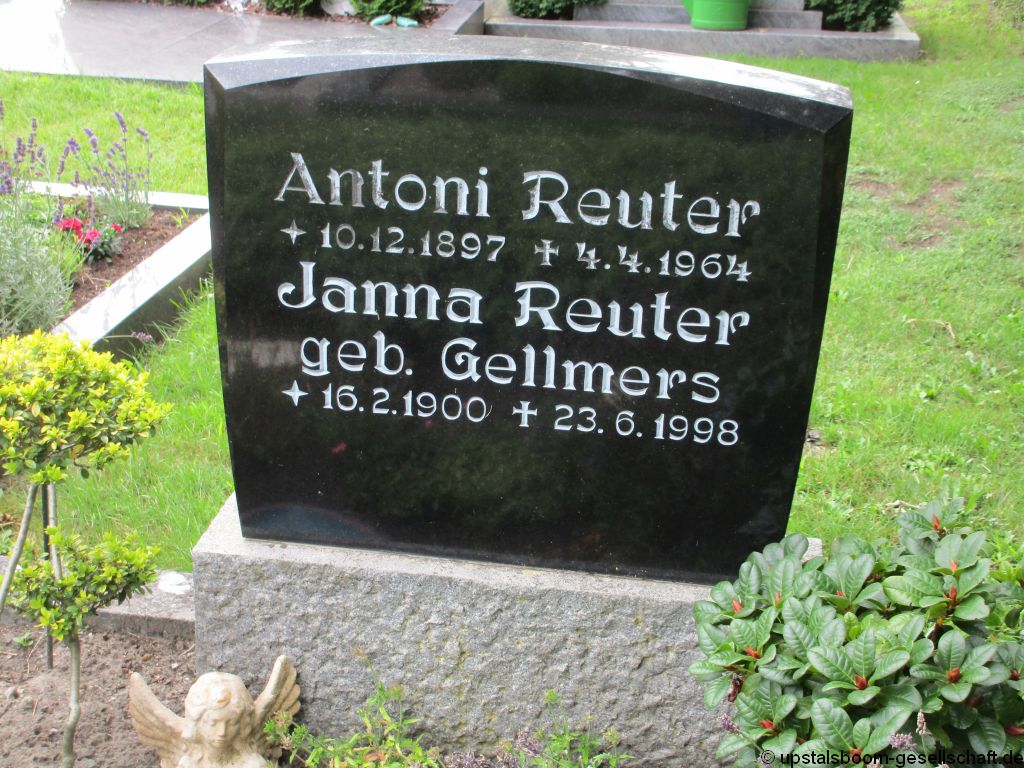 Antoni Reuter
✦ 10.12.1897 ✝ 4.4.1964
Janna Reuter
geb. Gellmers
✦ 16.2.1900 ✝ 23.6.1998
© upstalsboom-gesellschaft.de